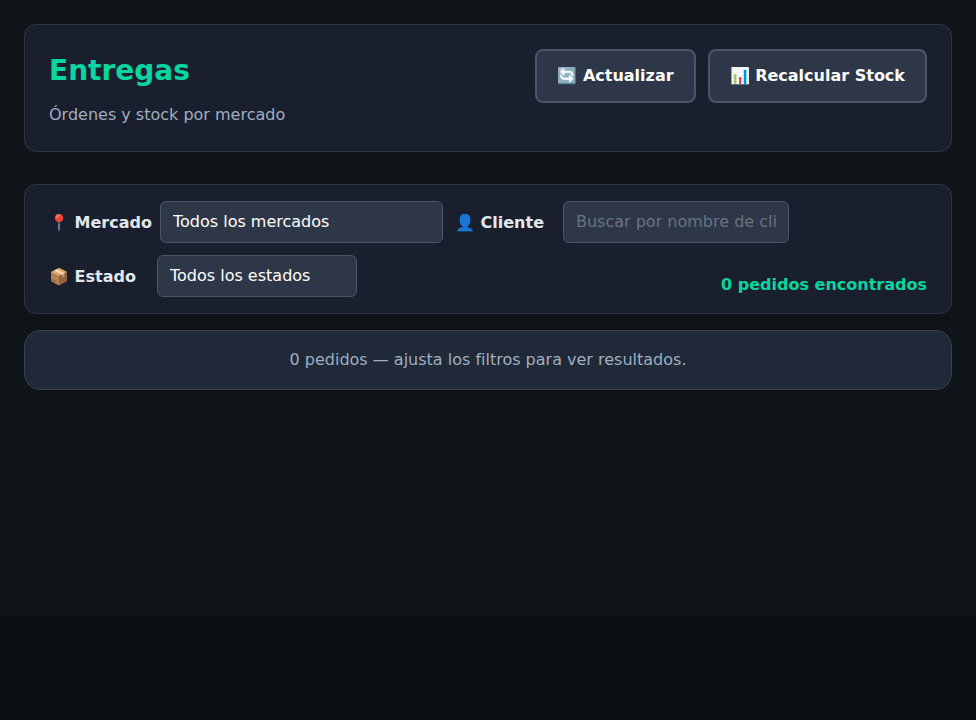 Entregas
🔄 Actualizar
📊 Recalcular Stock
Órdenes y stock por mercado
📍 Mercado
Todos los mercados
👤 Cliente
Buscar por nombre de cli
📦 Estado
Todos los estados
0 pedidos encontrados
0 pedidos — ajusta los filtros para ver resultados.